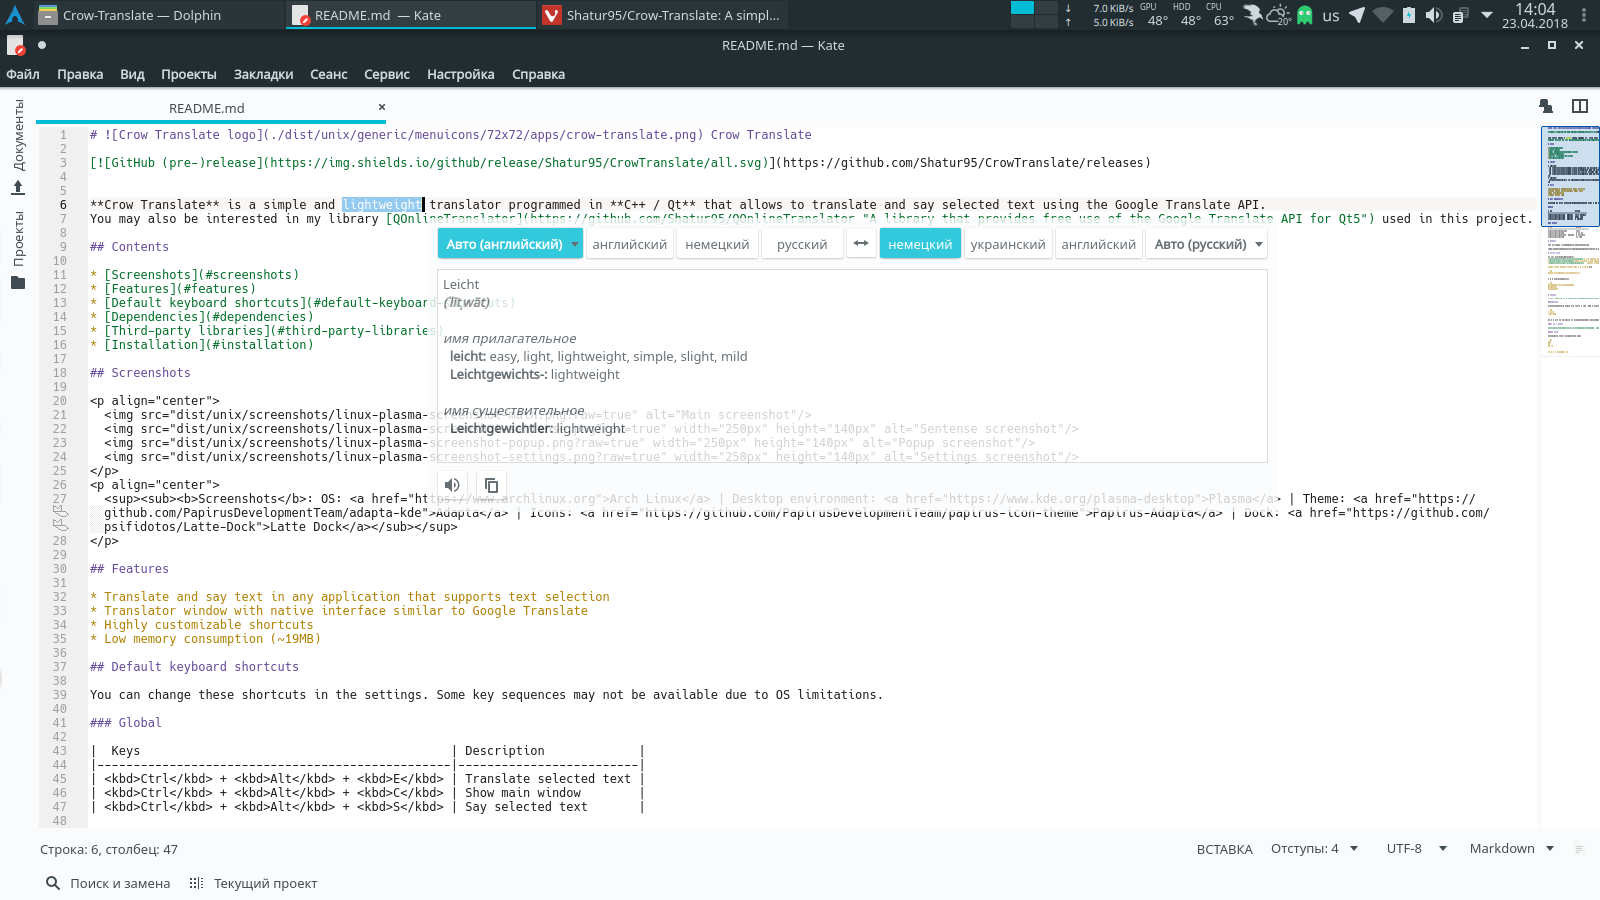 Crow-Translate — Dolphin
README.md — Kate
Shatur95/Crow-Translate: A simpl...
↓ 7.0 KiB/s
↑ 5.0 KiB/s
GPU HDD CPU
48° 48° 63°
-20°
us
14:04
23.04.2018
README.md — Kate
Файл Правка Вид Проекты Закладки Сеанс Сервис Настройка Справка
Документы
Проекты
README.md
1 # ![Crow Translate logo](./dist/unix/generic/menuicons/72x72/apps/crow-translate.png) Crow Translate
2
3 [![GitHub (pre-)release](https://img.shields.io/github/release/Shatur95/CrowTranslate/all.svg)](https://github.com/Shatur95/CrowTranslate/releases)
4
5
6 **Crow Translate** is a simple and lightweight translator programmed in **C++ / Qt** that allows to translate and say selected text using the Google Translate API.
7 You may also be interested in my library [QOnlineTranslator](https://github.com/Shatur95/QOnlineTranslator "A library that provides free use of the Google Translate API for Qt5") used in this project.
8
9 ## Contents
10
11 * [Screenshots](#screenshots)
12 * [Features](#features)
13 * [Default keyboard shortcuts](#default-keyboard-shortcuts)
14 * [Dependencies](#dependencies)
15 * [Third-party libraries](#third-party-libraries)
16 * [Installation](#installation)
17
18 ## Screenshots
19
20 <p align="center">
21 <img src="dist/unix/screenshots/linux-plasma-screenshot-main.png?raw=true" alt="Main screenshot"/>
22 <img src="dist/unix/screenshots/linux-plasma- width="250px" height="140px" alt="Sentense screenshot"/>
23 <img src="dist/unix/screenshots/linux-plasma-screenshot-popup.png?raw=true" width="250px" height="140px" alt="Popup screenshot"/>
24 <img src="dist/unix/screenshots/linux-plasma-screenshot-settings.png?raw=true" width="250px" height="140px" alt="Settings screenshot"/>
25 </p>
26 <p align="center">
27 <sup><sub><b>Screenshots</b>: OS: <a href="https://www.archlinux.org">Arch Linux</a> | Desktop environment: <a href="https://www.kde.org/plasma-desktop">Plasma</a> | Theme: <a href="https://
github.com/PapirusDevelopmentTeam/adapta-kde">Adapta</a> | Icons: <a href="https://github.com/PapirusDevelopmentTeam/papirus-icon-theme">Papirus-Adapta</a> | Dock: <a href="https://github.com/
psifidotos/Latte-Dock">Latte Dock</a></sub></sup>
28 </p>
29
30 ## Features
31
32 * Translate and say text in any application that supports text selection
33 * Translator window with native interface similar to Google Translate
34 * Highly customizable shortcuts
35 * Low memory consumption (~19MB)
36
37 ## Default keyboard shortcuts
38
39 You can change these shortcuts in the settings. Some key sequences may not be available due to OS limitations.
40
41 ### Global
42
43 | Keys | Description |
44 |-------------------------------------------------|-------------------------|
45 | <kbd>Ctrl</kbd> + <kbd>Alt</kbd> + <kbd>E</kbd> | Translate selected text |
46 | <kbd>Ctrl</kbd> + <kbd>Alt</kbd> + <kbd>C</kbd> | Show main window |
47 | <kbd>Ctrl</kbd> + <kbd>Alt</kbd> + <kbd>S</kbd> | Say selected text |
48
Авто (английский) английский немецкий русский ↔ немецкий украинский английский Авто (русский)
Leicht
имя прилагательное
leicht: easy, light, lightweight, simple, slight, mild
Leichtgewichts-: lightweight
имя существительное
Leichtgewichtler: lightweight
Строка: 6, столбец: 47
ВСТАВКА Отступы: 4 UTF-8 Markdown
Поиск и замена Текущий проект